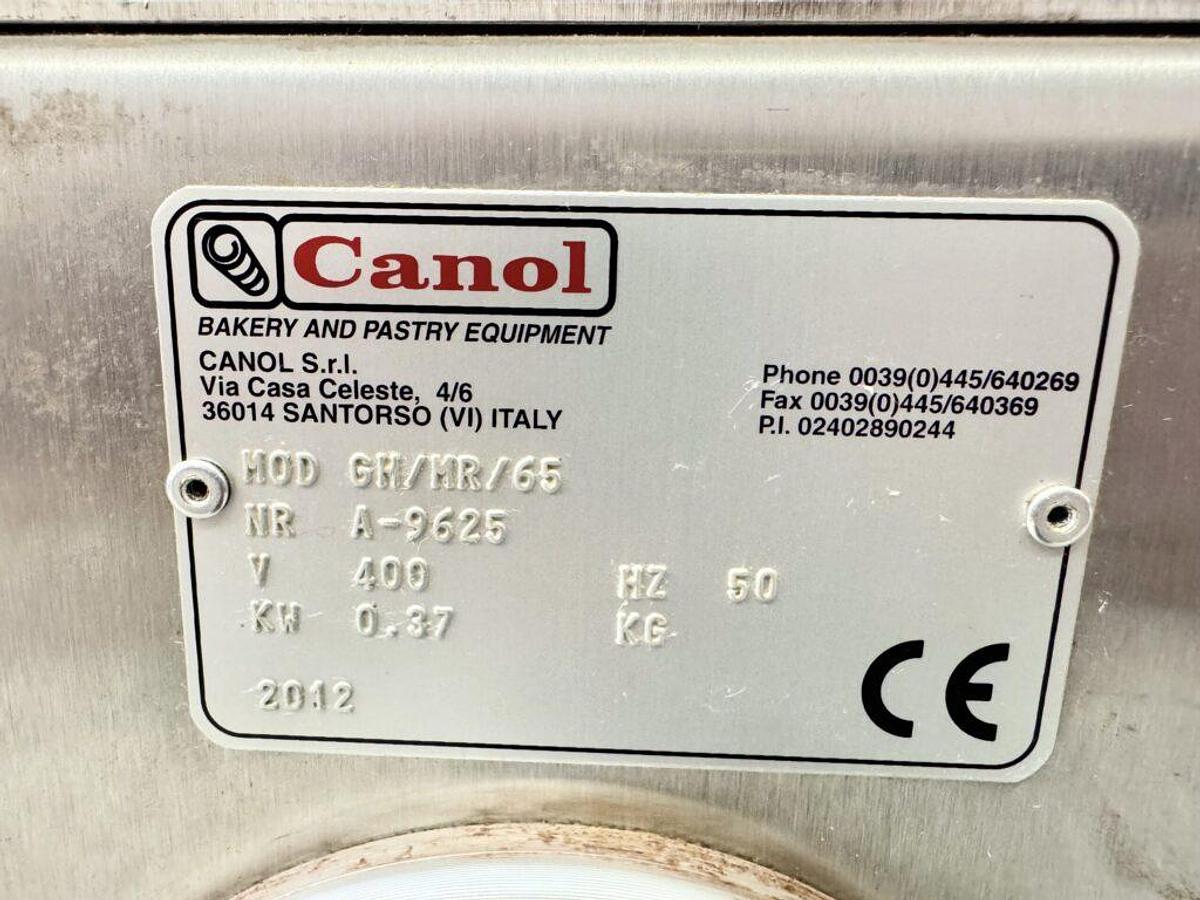 Canol
BAKERY AND PASTRY EQUIPMENT
CANOL S.r.l.
Via Casa Celeste, 4/6
36014 SANTORSO (VI) ITALY
Phone 0039(0)445/640269
Fax 0039(0)445/640369
P.I. 02402890244
MOD GM/MR/65
NR A-9625
V 400 HZ 50
KW 0.37 KG
2012
CE